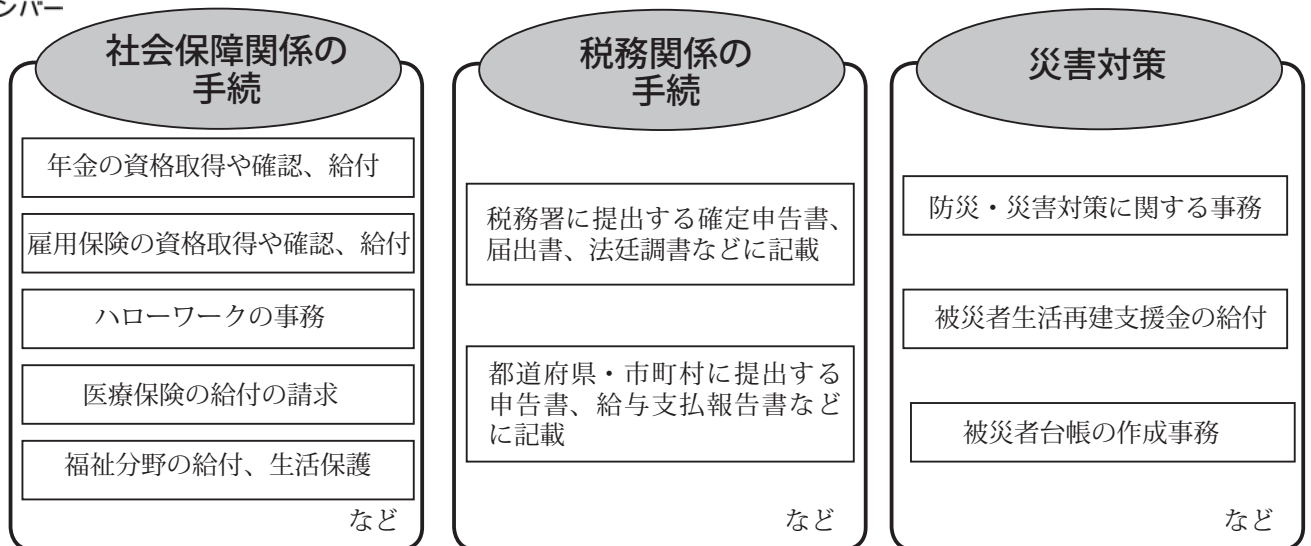 ンバー
社会保障関係の
手続
年金の資格取得や確認、給付
雇用保険の資格取得や確認、給付
ハローワークの事務
医療保険の給付の請求
福祉分野の給付、生活保護
など
税務関係の
手続
税務署に提出する確定申告書、
届出書、法廷調書などに記載
都道府県・市町村に提出する
申告書、給与支払報告書など
に記載
など
災害対策
防災・災害対策に関する事務
被災者生活再建支援金の給付
被災者台帳の作成事務
など